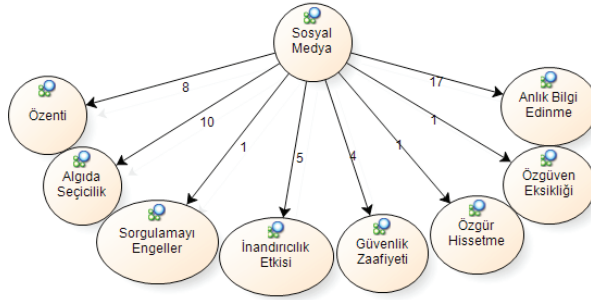 Sosyal
Medya
8
10
1
5
4
1
1
17
Özenti
Algıda
Seçicilik
Sorgulamayı
Engeller
İnandırıcılık
Etkisi
Güvenlik
Zaafiyeti
Özgür
Hissetme
Özgüven
Eksikliği
Anlık Bilgi
Edinme